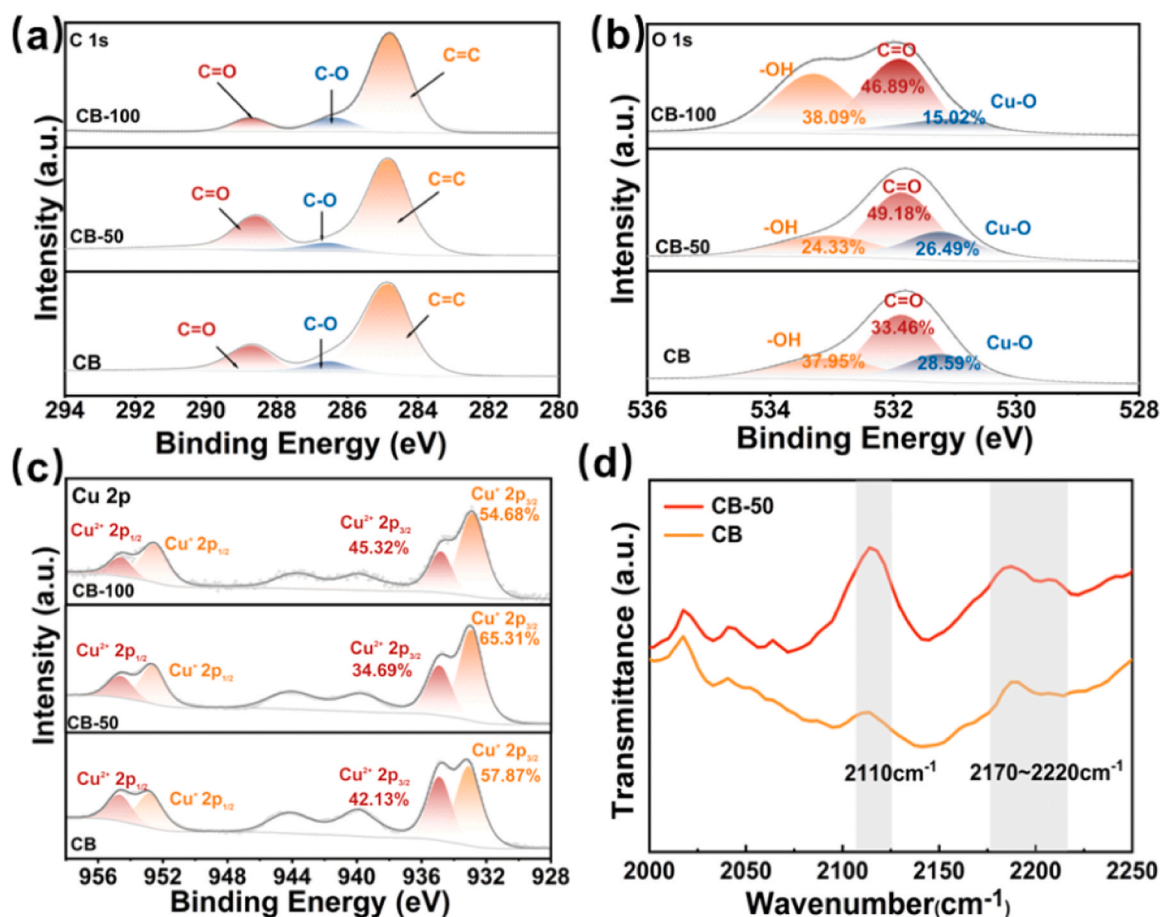 (a)
C 1s
C=O
C-O
C=C
CB-100
C=O
C-O
C=C
CB-50
C=O
C-O
C=C
CB
Intensity (a.u.)
294 292 290 288 286 284 282 280
Binding Energy (eV)
(b)
O 1s
-OH
C=O
46.89%
Cu-O
38.09%
15.02%
CB-100
C=O
49.18%
-OH
Cu-O
24.33%
26.49%
CB-50
C=O
33.46%
-OH
Cu-O
37.95%
28.59%
CB
Intensity (a.u.)
536 534 532 530 528
Binding Energy (eV)
(c)
Cu 2p
Cu²⁺ 2p₁/₂
Cu⁺ 2p₁/₂
Cu²⁺ 2p₃/₂
45.32%
Cu⁺ 2p₃/₂
54.68%
CB-100
Cu²⁺ 2p₁/₂
Cu⁺ 2p₁/₂
Cu²⁺ 2p₃/₂
34.69%
Cu⁺ 2p₃/₂
65.31%
CB-50
Cu²⁺ 2p₁/₂
Cu⁺ 2p₁/₂
Cu²⁺ 2p₃/₂
42.13%
Cu⁺ 2p₃/₂
57.87%
CB
Intensity (a.u.)
956 952 948 944 940 936 932 928
Binding Energy (eV)
(d)
CB-50
CB
2110cm⁻¹
2170~2220cm⁻¹
Transmittance (a.u.)
2000 2050 2100 2150 2200 2250
Wavenumber(cm⁻¹)